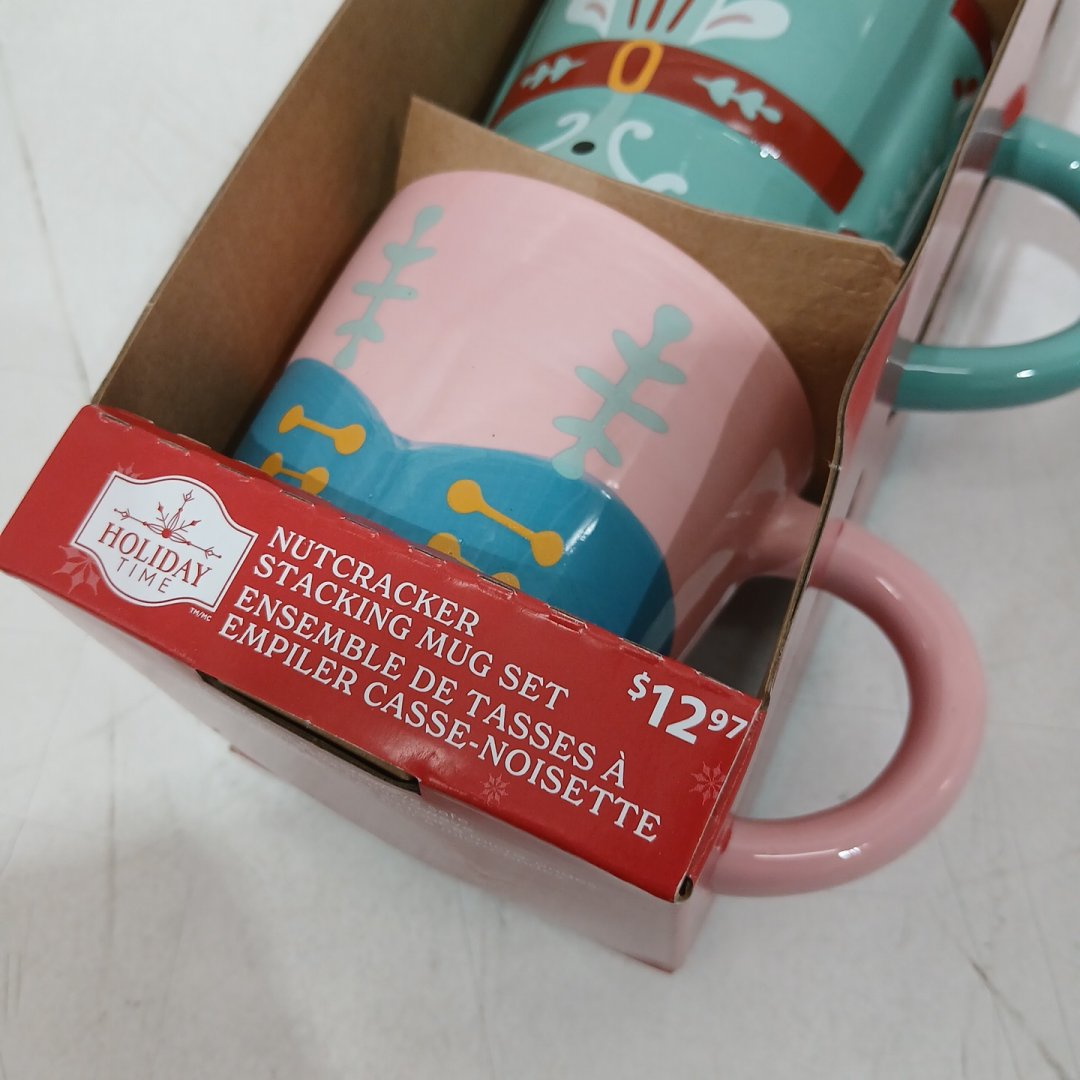 HOLIDAY
TIME
TM/MC
NUTCRACKER
STACKING MUG SET
ENSEMBLE DE TASSES À
EMPILER CASSE-NOISETTE
$12.97